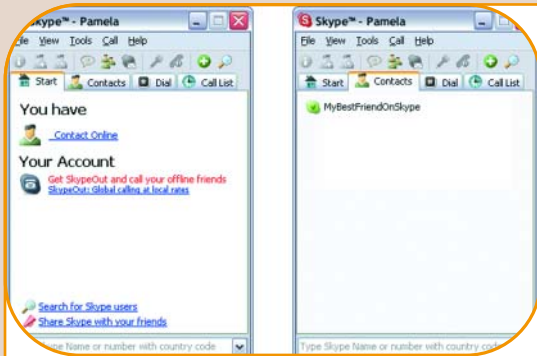 Skype™ - Pamela
File View Tools Call Help
Start Contacts Dial Call List
You have
Contact Online
Your Account
Get SkypeOut and call your offline friends
SkypeOut: Global calling at local rates
Search for Skype users
Share Skype with your friends
Type Skype Name or number with country code
Skype™ - Pamela
File View Tools Call Help
Start Contacts Dial Call List
MyBestFriendOnSkype
Type Skype Name or number with country code